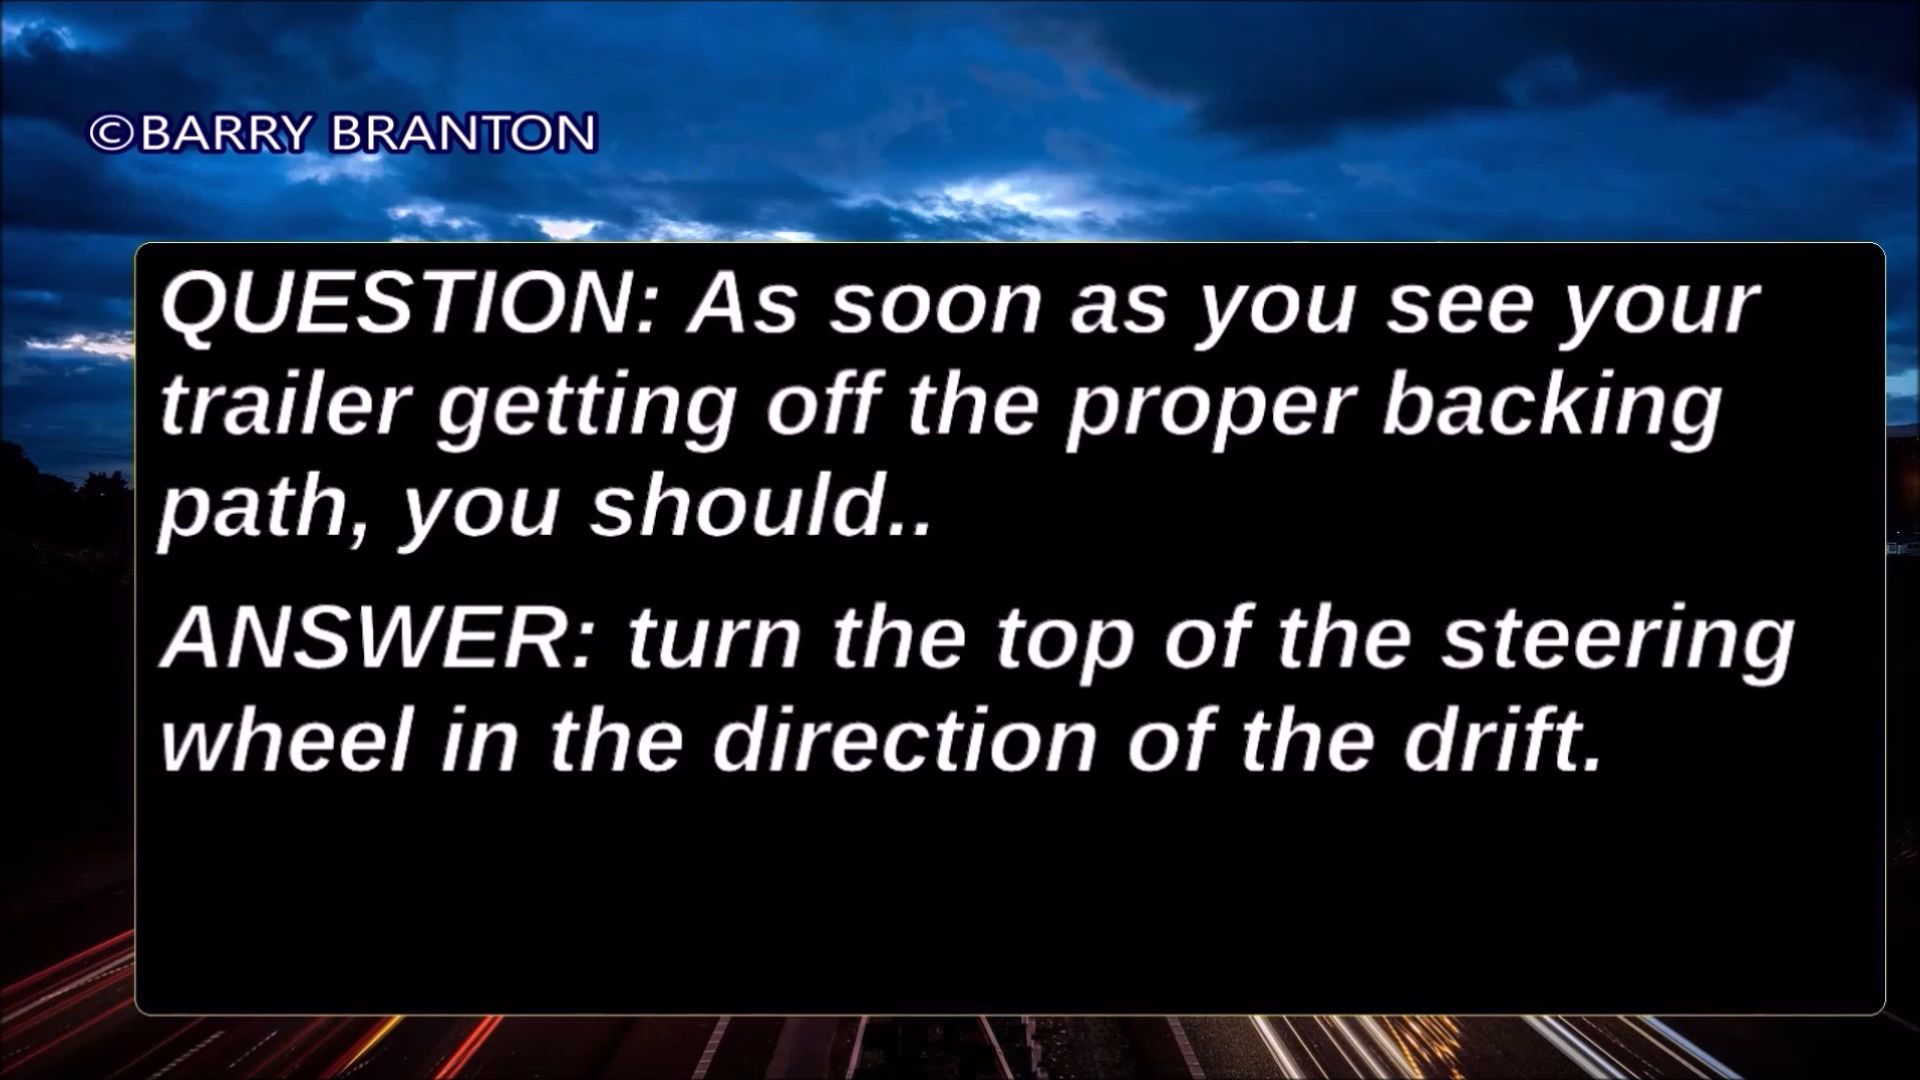 ©BARRY BRANTON
QUESTION: As soon as you see your
trailer getting off the proper backing
path, you should..
ANSWER: turn the top of the steering
wheel in the direction of the drift.